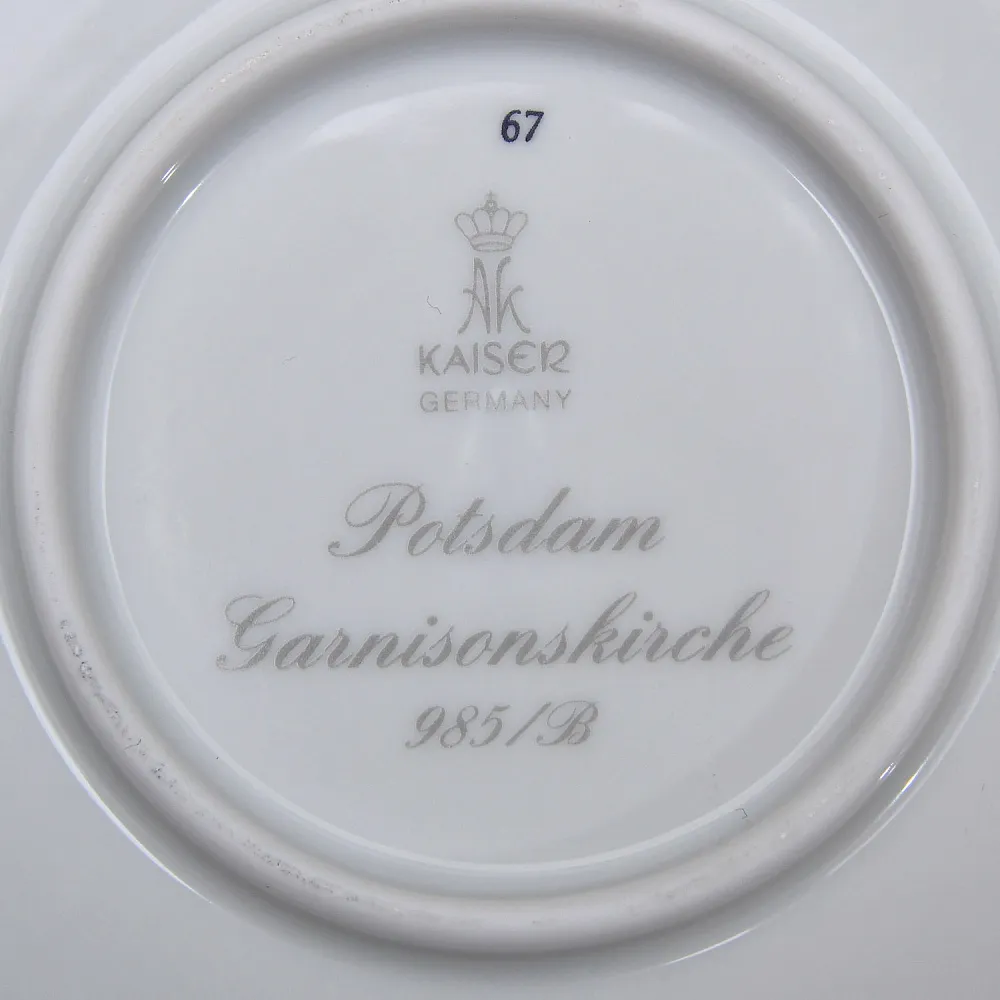 67
AK
KAISER
GERMANY
Potsdam
Garnisonskirche
985/B